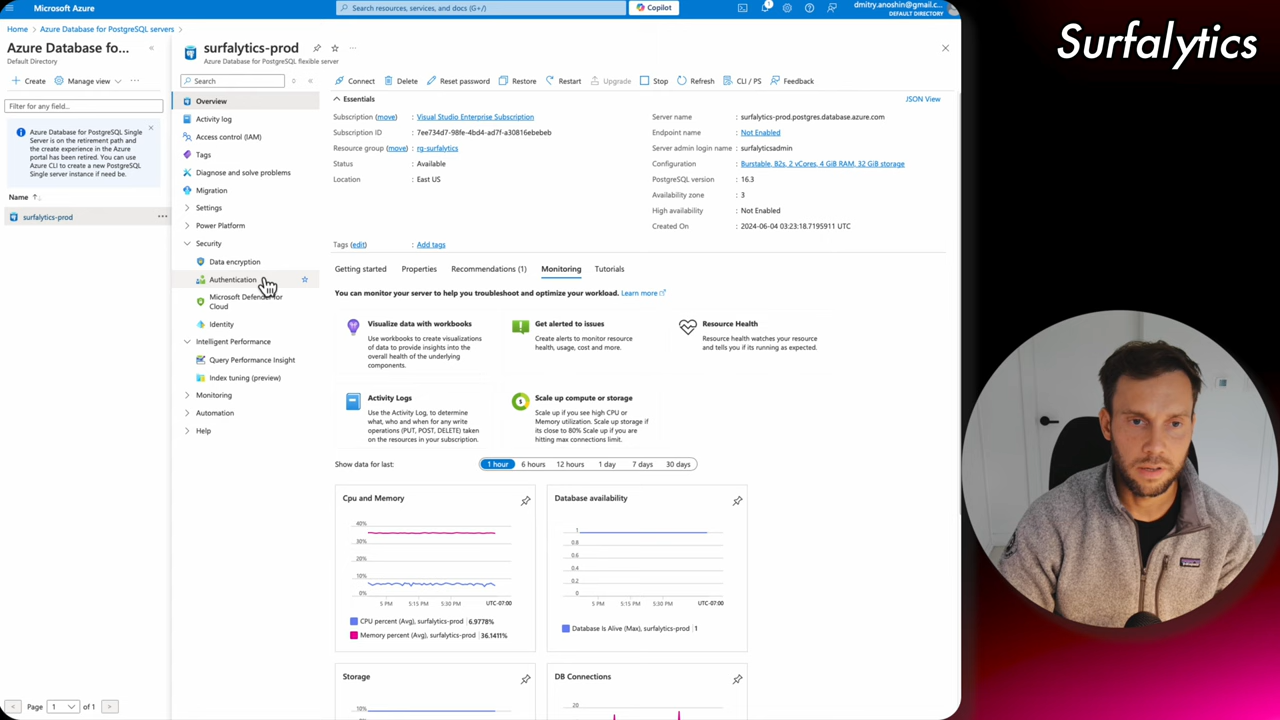 Microsoft Azure
Search resources, services, and docs (G+/)
Copilot
1
dmitry.anoshin@gmail.c...
DEFAULT DIRECTORY
Surfalytics
Home > Azure Database for PostgreSQL servers >
Azure Database fo...
Default Directory
Create
Manage view
Filter for any field...
Azure Database for PostgreSQL Single
Server is on the retirement path and
the create experience in the Azure
portal has been retired. You can use
Azure CLI to create a new PostgreSQL
Single server instance if need be.
Name
surfalytics-prod
Page
1
of 1
surfalytics-prod
Azure Database for PostgreSQL flexible server
Search
Overview
Activity log
Access control (IAM)
Tags
Diagnose and solve problems
Migration
Settings
Power Platform
Security
Data encryption
Authentication
Microsoft Defender for
Cloud
Identity
Intelligent Performance
Query Performance Insight
Index tuning (preview)
Monitoring
Automation
Help
Connect
Delete
Reset password
Restore
Restart
Upgrade
Stop
Refresh
CLI / PS
Feedback
Essentials
JSON View
Subscription (move) : Visual Studio Enterprise Subscription
Subscription ID : 7ee734d7-98fe-4bd4-ad7f-a30816ebebeb
Resource group (move) : rg-surfalytics
Status : Available
Location : East US
Server name : surfalytics-prod.postgres.database.azure.com
Endpoint name : Not Enabled
Server admin login name : surfalyticsadmin
Configuration : Burstable, B2s, 2 vCores, 4 GiB RAM, 32 GiB storage
PostgreSQL version : 16.3
Availability zone : 3
High availability : Not Enabled
Created On : 2024-06-04 03:23:18.7195911 UTC
Tags (edit) : Add tags
Getting started
Properties
Recommendations (1)
Monitoring
Tutorials
You can monitor your server to help you troubleshoot and optimize your workload. Learn more
Visualize data with workbooks
Use workbooks to create visualizations
of data to provide insights into the
overall health of the underlying
components.
Get alerted to issues
Create alerts to monitor resource
health, usage, cost and more.
Resource Health
Resource health watches your resource
and tells you if its running as expected.
Activity Logs
Use the Activity Log, to determine
what, who and when for any write
operations (PUT, POST, DELETE) taken
on the resources in your subscription.
Scale up compute or storage
Scale up if you see high CPU or
Memory utilization. Scale up storage if
its close to 80% Scale up if you are
hitting max connections limit.
Show data for last:
1 hour
6 hours
12 hours
1 day
7 days
30 days
Cpu and Memory
40%
30%
20%
10%
0%
5 PM
5:15 PM
5:30 PM
UTC-07:00
CPU percent (Avg), surfalytics-prod | 6.9778%
Memory percent (Avg), surfalytics-prod | 36.1411%
Database availability
1
0.8
0.6
0.4
0.2
0
5 PM
5:15 PM
5:30 PM
UTC-07:00
Database Is Alive (Max), surfalytics-prod | 1
Storage
10%
DB Connections
20